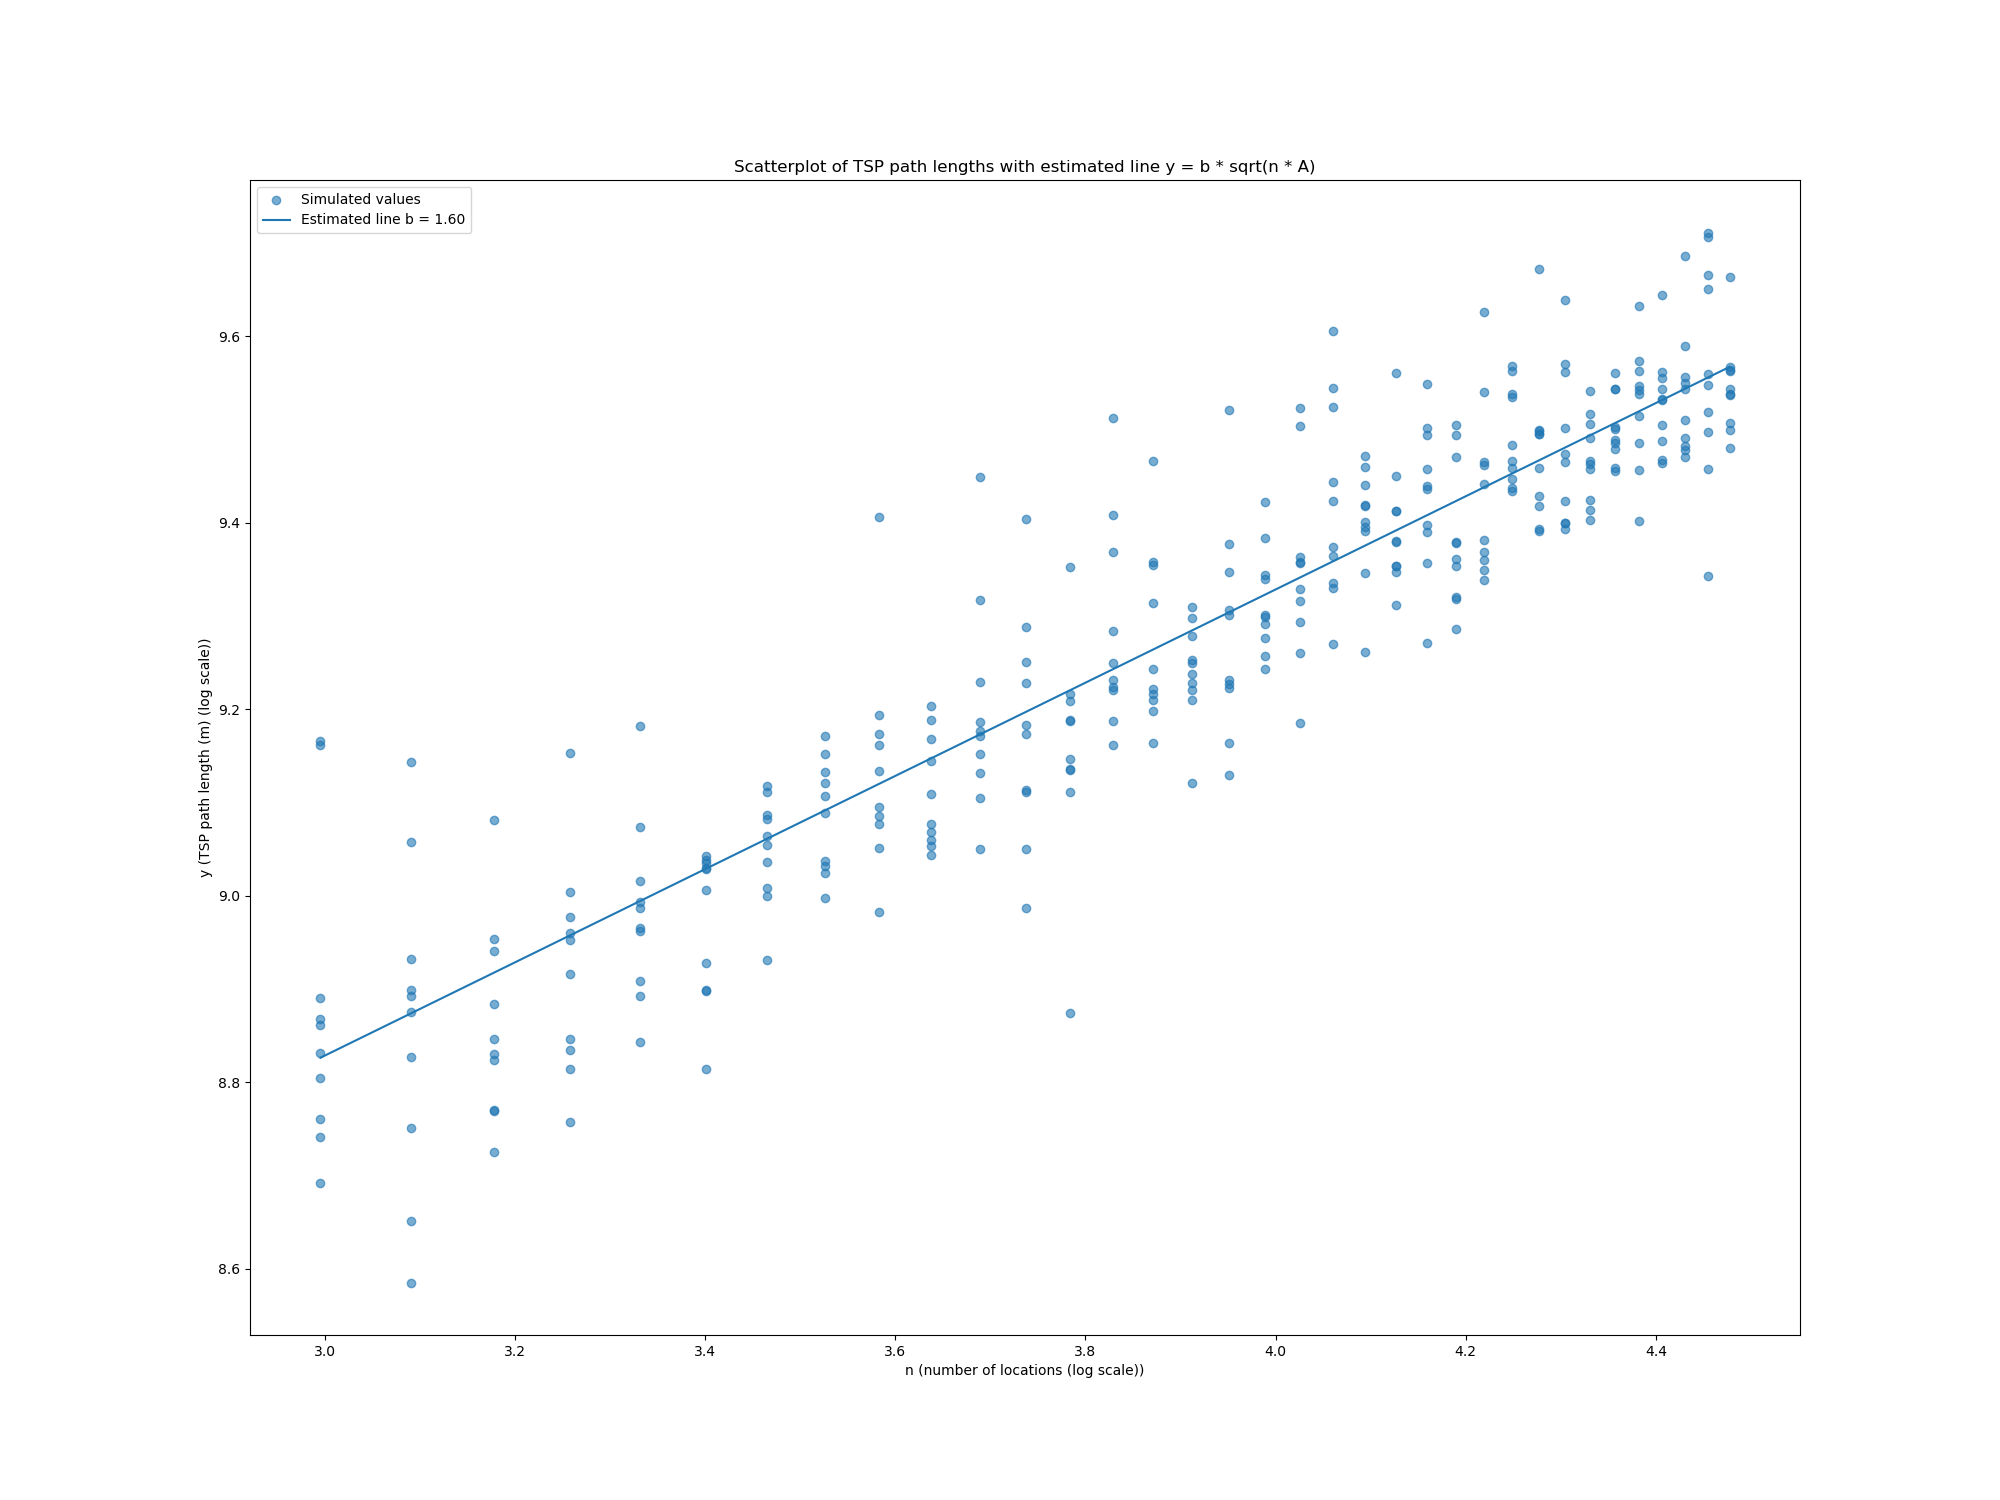 Scatterplot of TSP path lengths with estimated line y = b * sqrt(n * A)
Simulated values
Estimated line b = 1.60
y (TSP path length (m) (log scale))
9.6
9.4
9.2
9.0
8.8
8.6
3.0 3.2 3.4 3.6 3.8 4.0 4.2 4.4
n (number of locations (log scale))